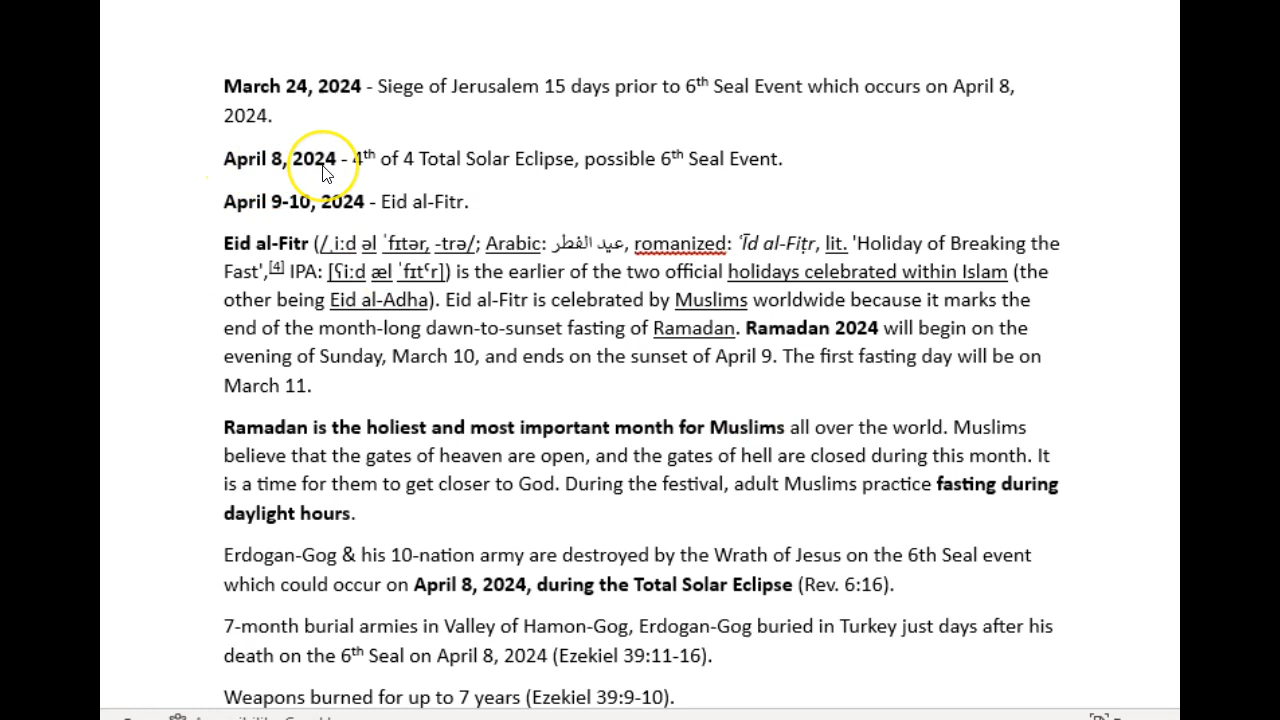 March 24, 2024 - Siege of Jerusalem 15 days prior to 6th Seal Event which occurs on April 8,
2024.
April 8, 2024 - 4th of 4 Total Solar Eclipse, possible 6th Seal Event.
April 9-10, 2024 - Eid al-Fitr.
Eid al-Fitr (/ˌiːd əl ˈfɪtər, -trə/; Arabic: عيد الفطر, romanized: ʿĪd al-Fiṭr, lit. 'Holiday of Breaking the
Fast',[4] IPA: [ʕiːd æl ˈfɪtˤr]) is the earlier of the two official holidays celebrated within Islam (the
other being Eid al-Adha). Eid al-Fitr is celebrated by Muslims worldwide because it marks the
end of the month-long dawn-to-sunset fasting of Ramadan. Ramadan 2024 will begin on the
evening of Sunday, March 10, and ends on the sunset of April 9. The first fasting day will be on
March 11.
Ramadan is the holiest and most important month for Muslims all over the world. Muslims
believe that the gates of heaven are open, and the gates of hell are closed during this month. It
is a time for them to get closer to God. During the festival, adult Muslims practice fasting during
daylight hours.
Erdogan-Gog & his 10-nation army are destroyed by the Wrath of Jesus on the 6th Seal event
which could occur on April 8, 2024, during the Total Solar Eclipse (Rev. 6:16).
7-month burial armies in Valley of Hamon-Gog, Erdogan-Gog buried in Turkey just days after his
death on the 6th Seal on April 8, 2024 (Ezekiel 39:11-16).
Weapons burned for up to 7 years (Ezekiel 39:9-10).